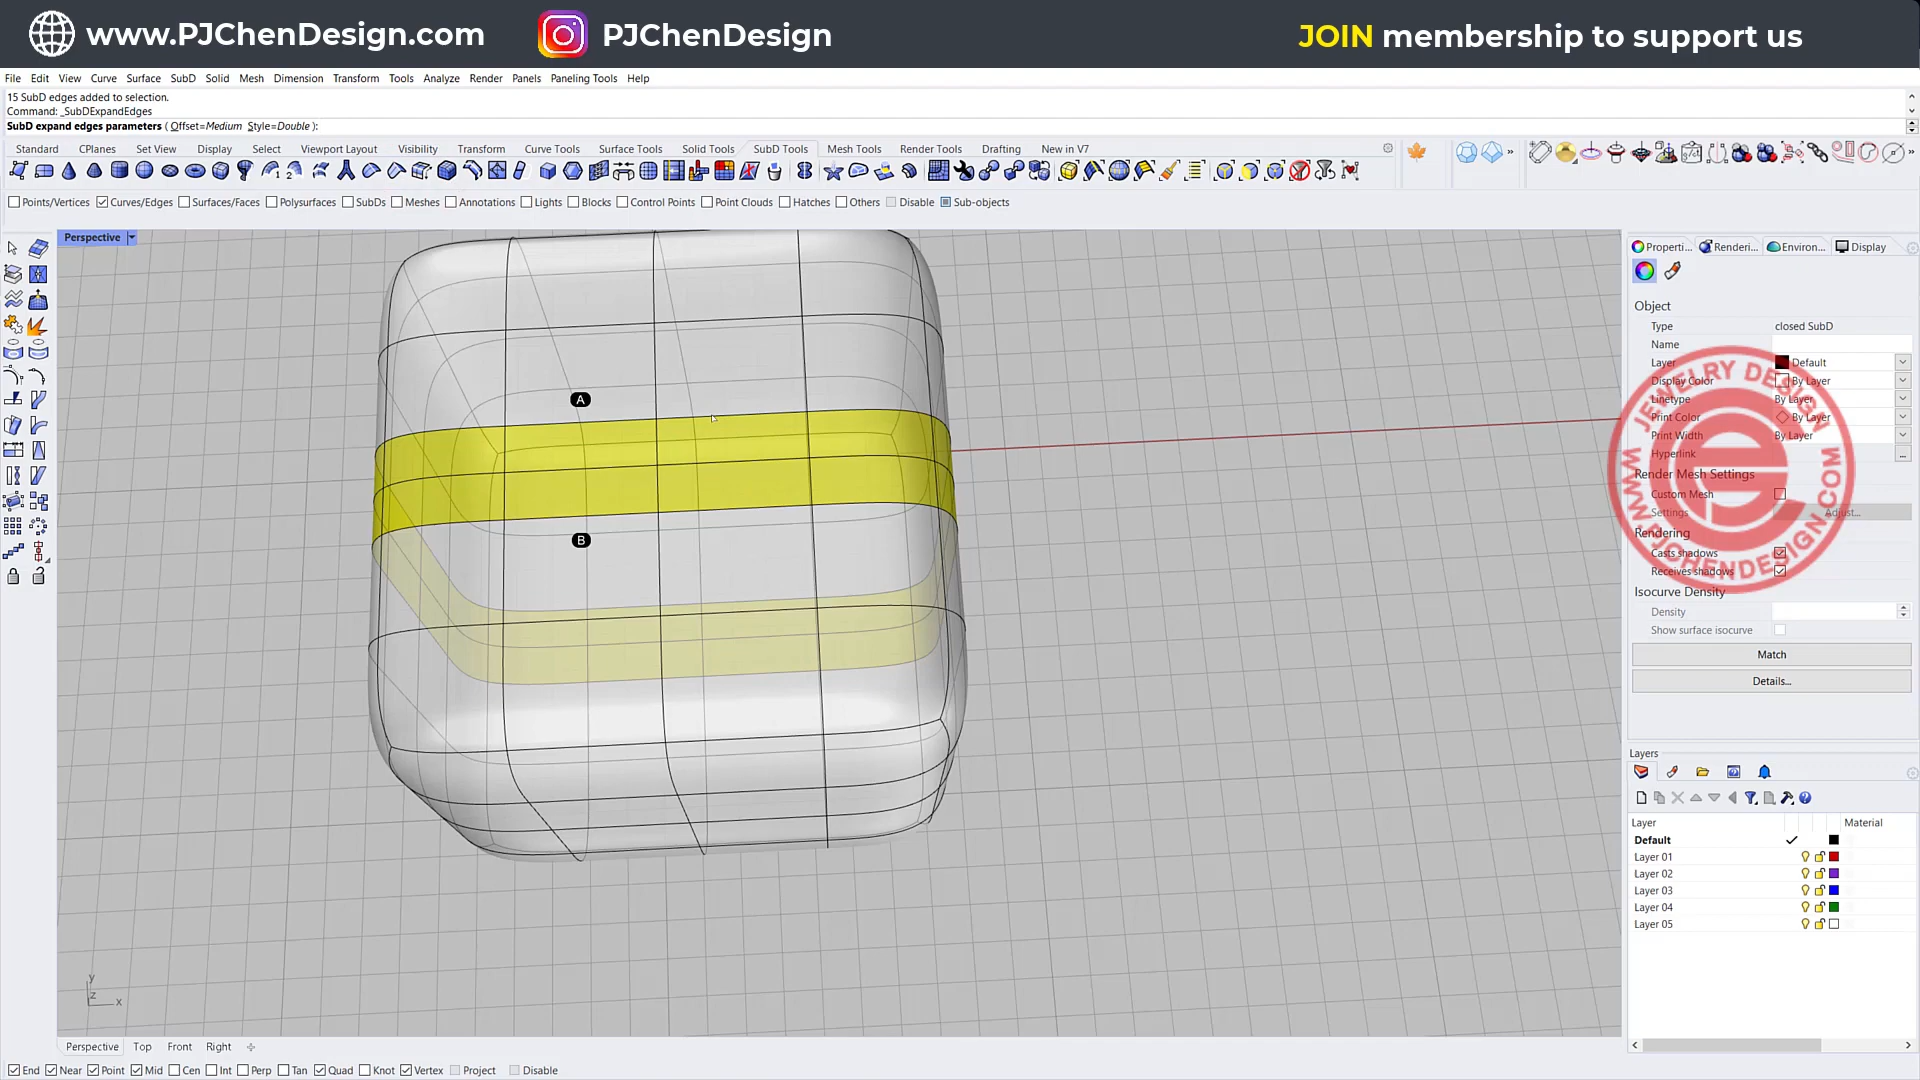 www.PJChenDesign.com PJChenDesign JOIN membership to support us
File Edit View Curve Surface SubD Solid Mesh Dimension Transform Tools Analyze Render Panels Paneling Tools Help
15 SubD edges added to selection.
Command: _SubDExpandEdges
SubD expand edges parameters ( Offset=Medium Style=Double ):
Standard CPlanes Set View Display Select Viewport Layout Visibility Transform Curve Tools Surface Tools Solid Tools SubD Tools Mesh Tools Render Tools Drafting New in V7
Points/Vertices Curves/Edges Surfaces/Faces Polysurfaces SubDs Meshes Annotations Lights Blocks Control Points Point Clouds Hatches Others Disable Sub-objects
Perspective
Properti... Renderi... Environ... Display
Object
Type closed SubD
Name
Layer Default
Display Color By Layer
Linetype By Layer
Print Color By Layer
Print Width By Layer
Hyperlink ...
Render Mesh Settings
Custom Mesh
Settings Adjust...
Rendering
Casts shadows
Receives shadows
Isocurve Density
Density
Show surface isocurve
Match
Details...
JEWELRY DESIGN
WWW.PJCHENDESIGN.COM
A
B
Layers
Layer Material
Default
Layer 01
Layer 02
Layer 03
Layer 04
Layer 05
y
z x
Perspective Top Front Right
End Near Point Mid Cen Int Perp Tan Quad Knot Vertex Project Disable